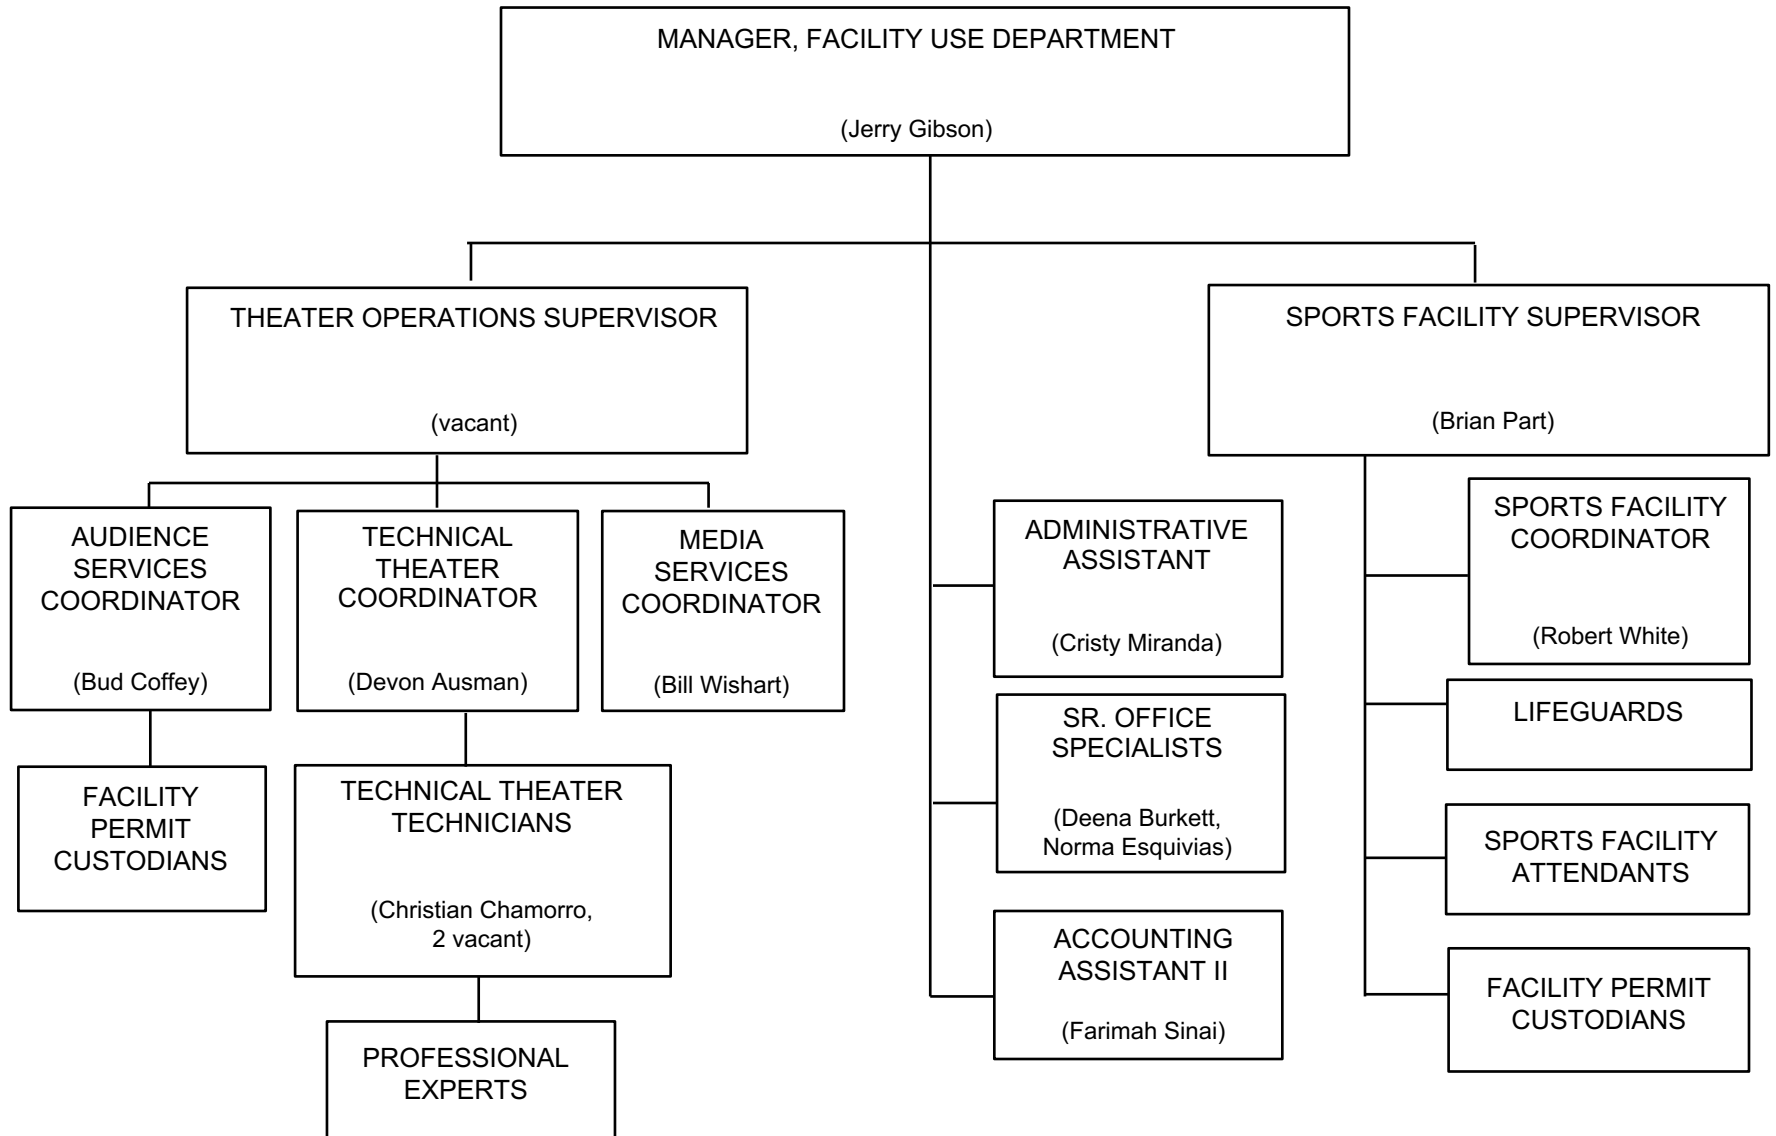 MANAGER, FACILITY USE DEPARTMENT
(Jerry Gibson)
THEATER OPERATIONS SUPERVISOR
(vacant)
SPORTS FACILITY SUPERVISOR
(Brian Part)
AUDIENCE
SERVICES
COORDINATOR
(Bud Coffey)
TECHNICAL
THEATER
COORDINATOR
(Devon Ausman)
MEDIA
SERVICES
COORDINATOR
(Bill Wishart)
FACILITY
PERMIT
CUSTODIANS
TECHNICAL THEATER
TECHNICIANS
(Christian Chamorro,
2 vacant)
PROFESSIONAL
EXPERTS
ADMINISTRATIVE
ASSISTANT
(Cristy Miranda)
SR. OFFICE
SPECIALISTS
(Deena Burkett,
Norma Esquivias)
ACCOUNTING
ASSISTANT II
(Farimah Sinai)
SPORTS FACILITY
COORDINATOR
(Robert White)
LIFEGUARDS
SPORTS FACILITY
ATTENDANTS
FACILITY PERMIT
CUSTODIANS